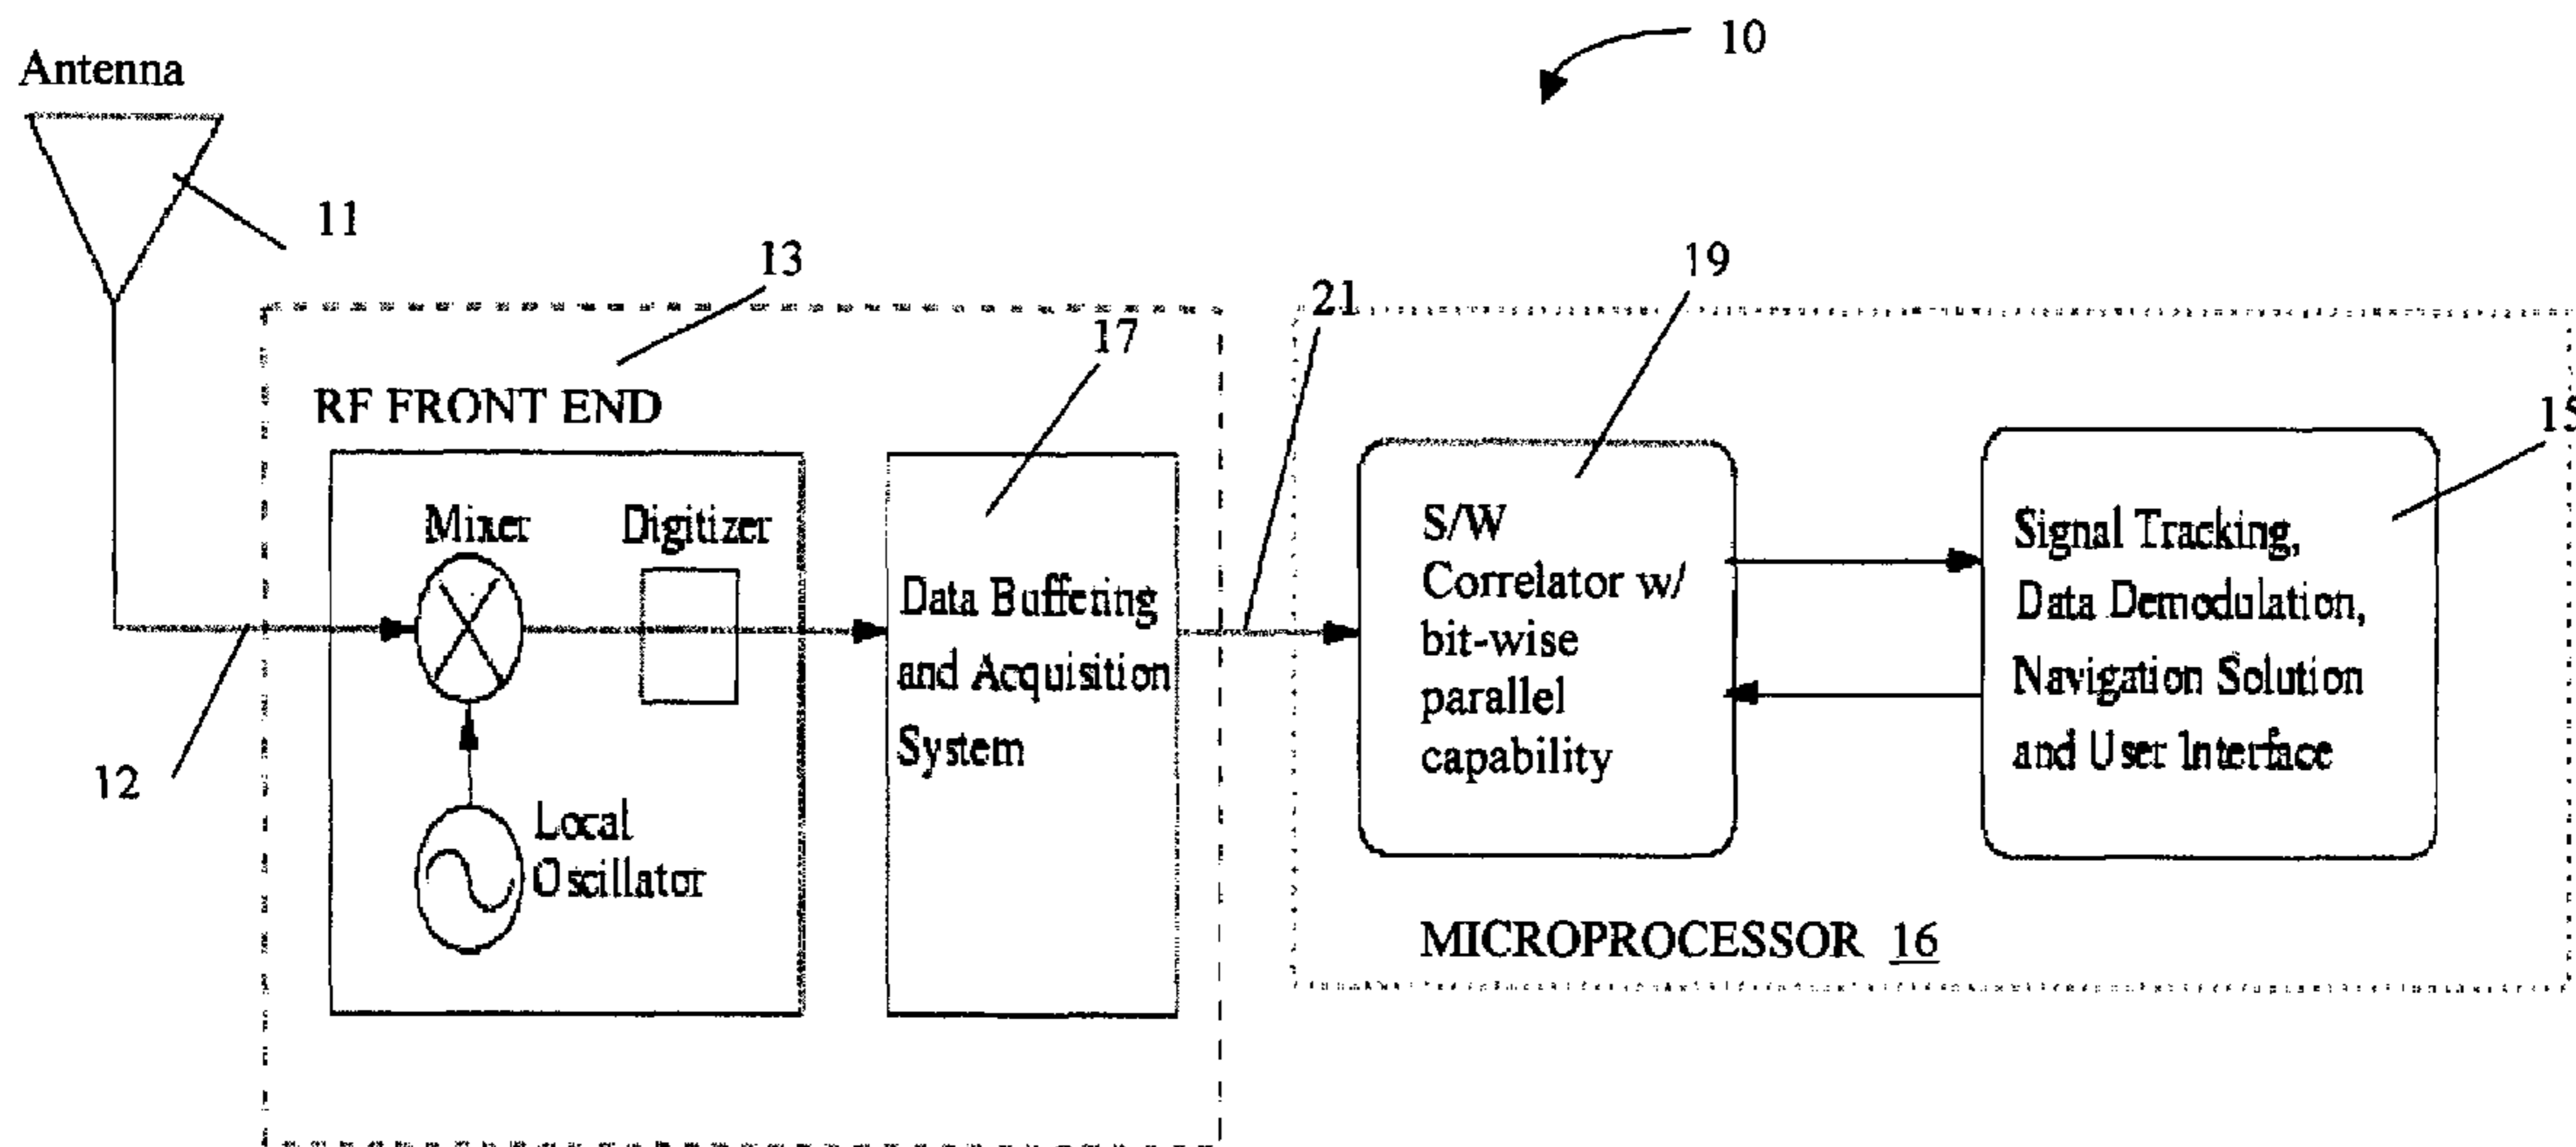 10
Antenna
11
13
19
21
17
15
RF FRONT END
Mixer
Digitizer
S/W
Correlator w/
bit-wise
parallel
capability
Signal Tracking,
Data Demodulation,
Navigation Solution
and User Interface
Data Buffering
and Acquisition
System
12
Local
Oscillator
MICROPROCESSOR 16